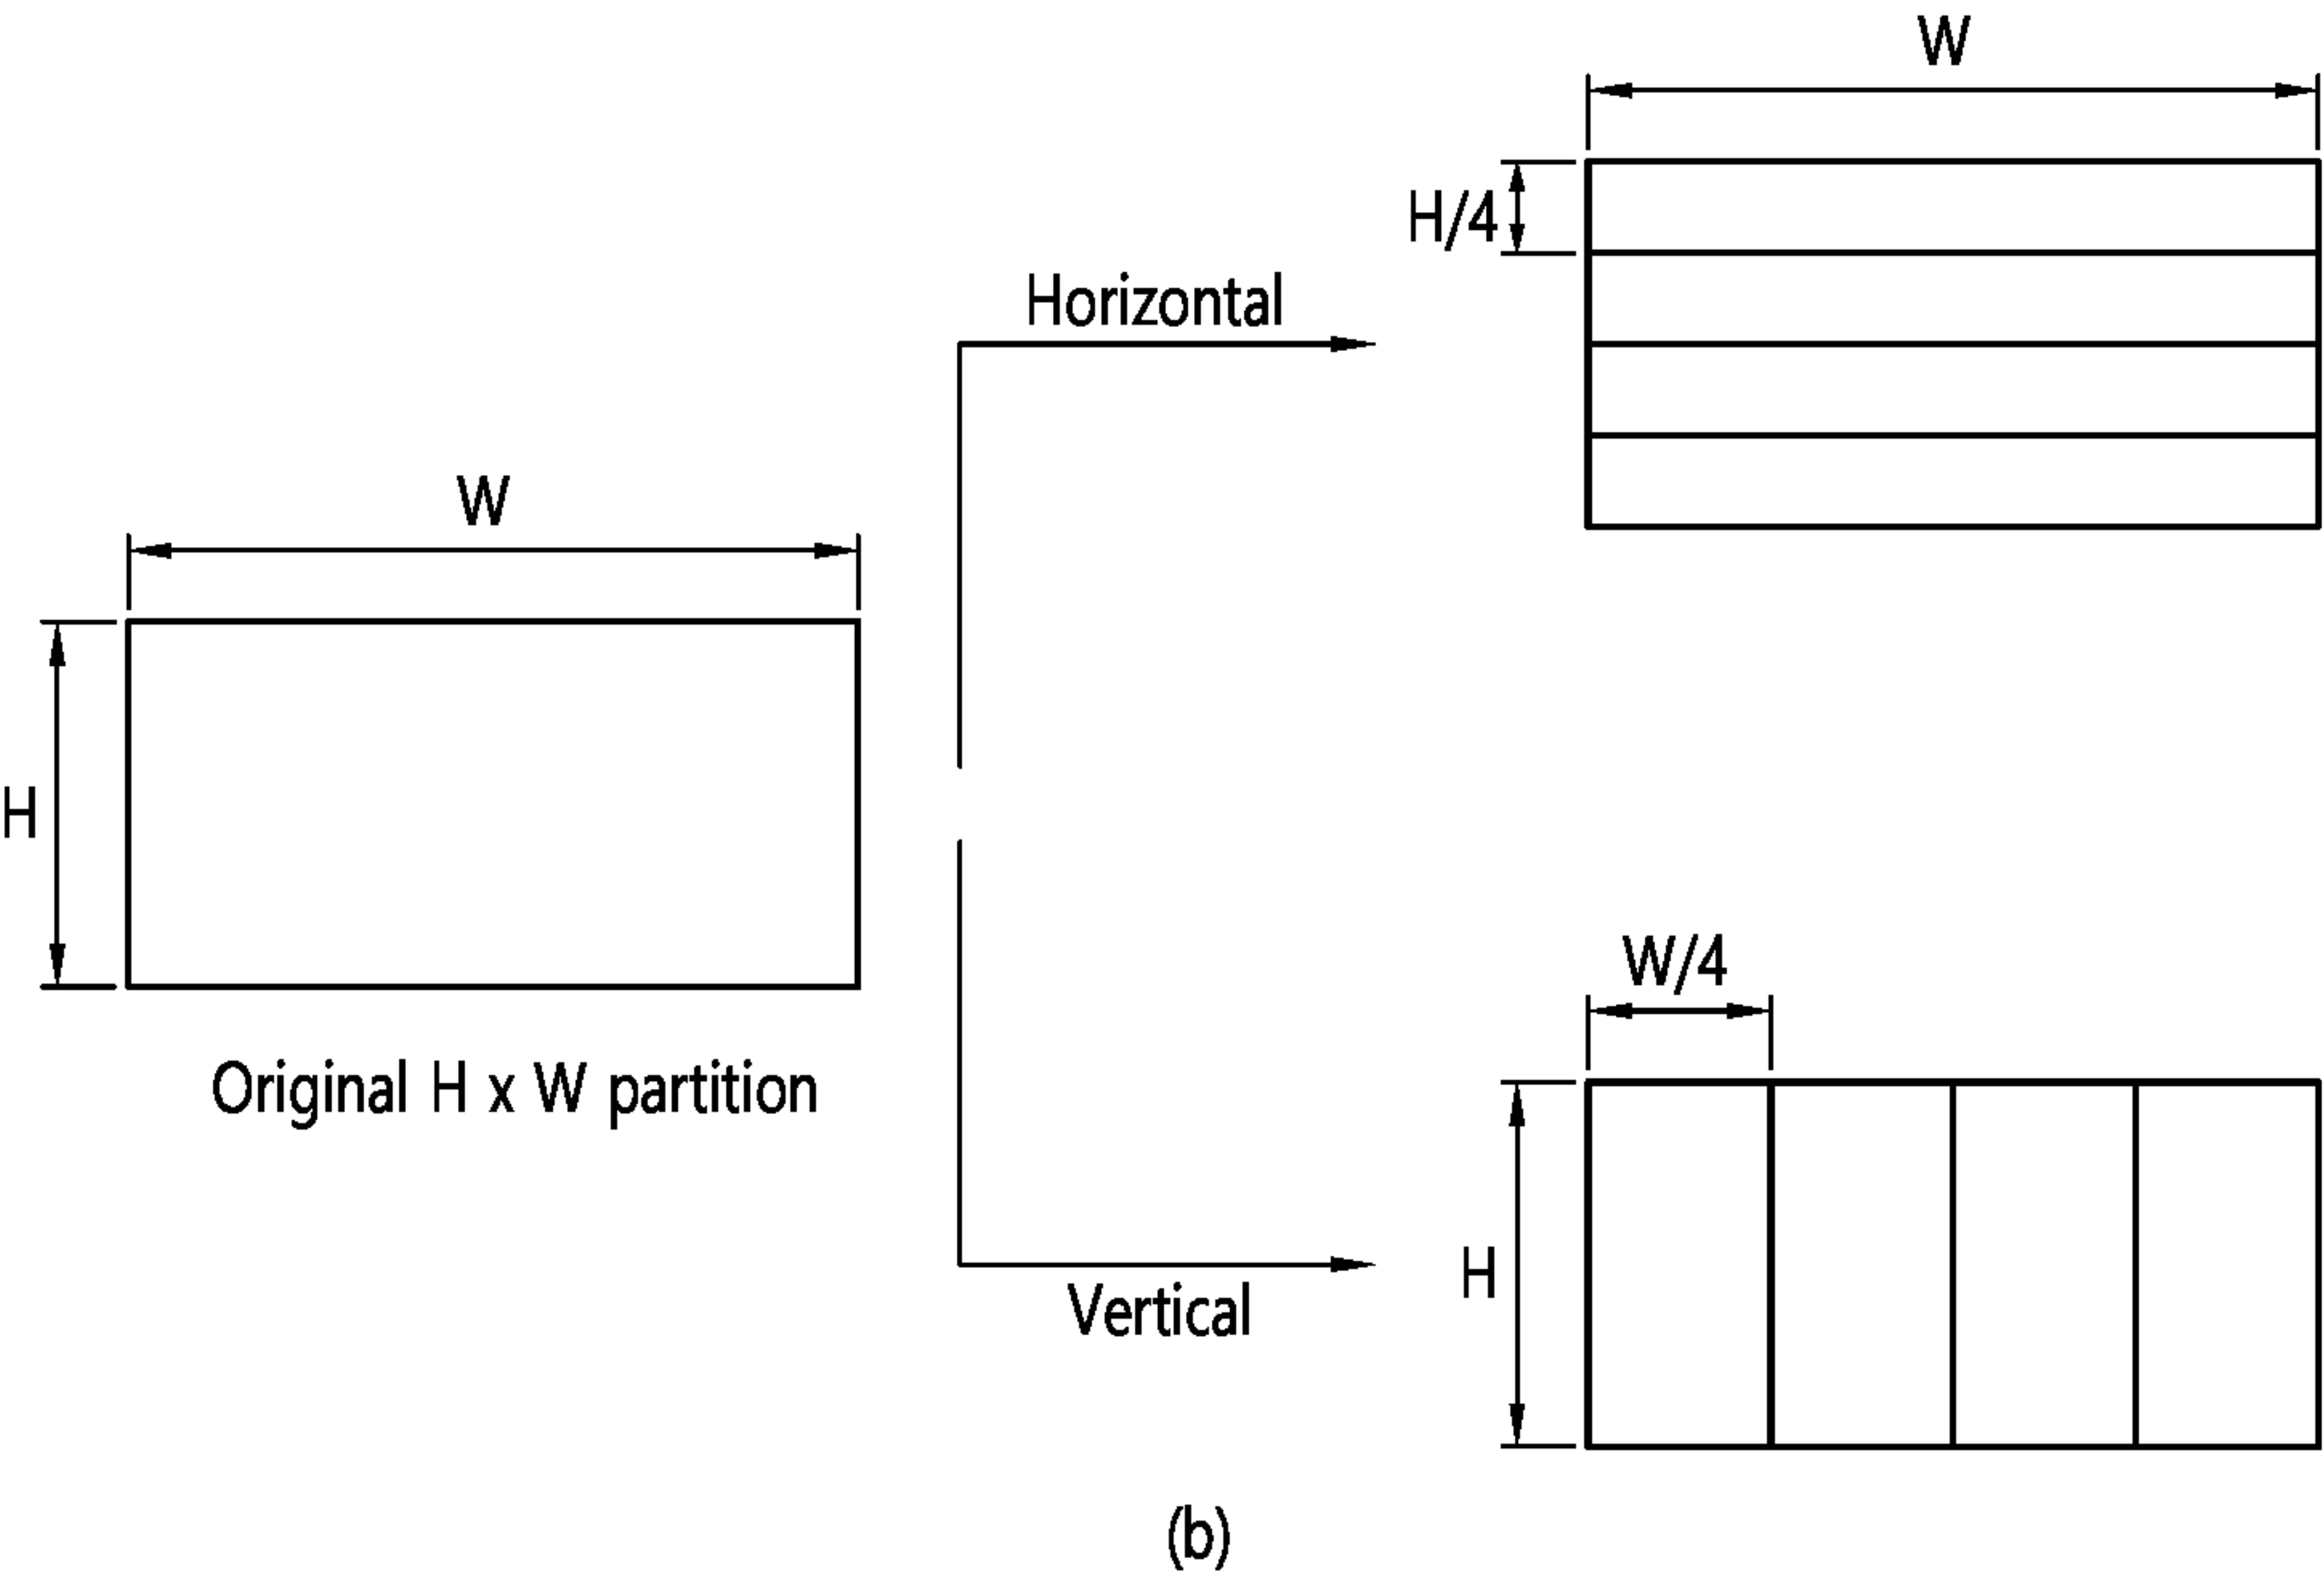 W
H/4
Horizontal
W
H
Original H x W partition
W/4
H
Vertical
(b)